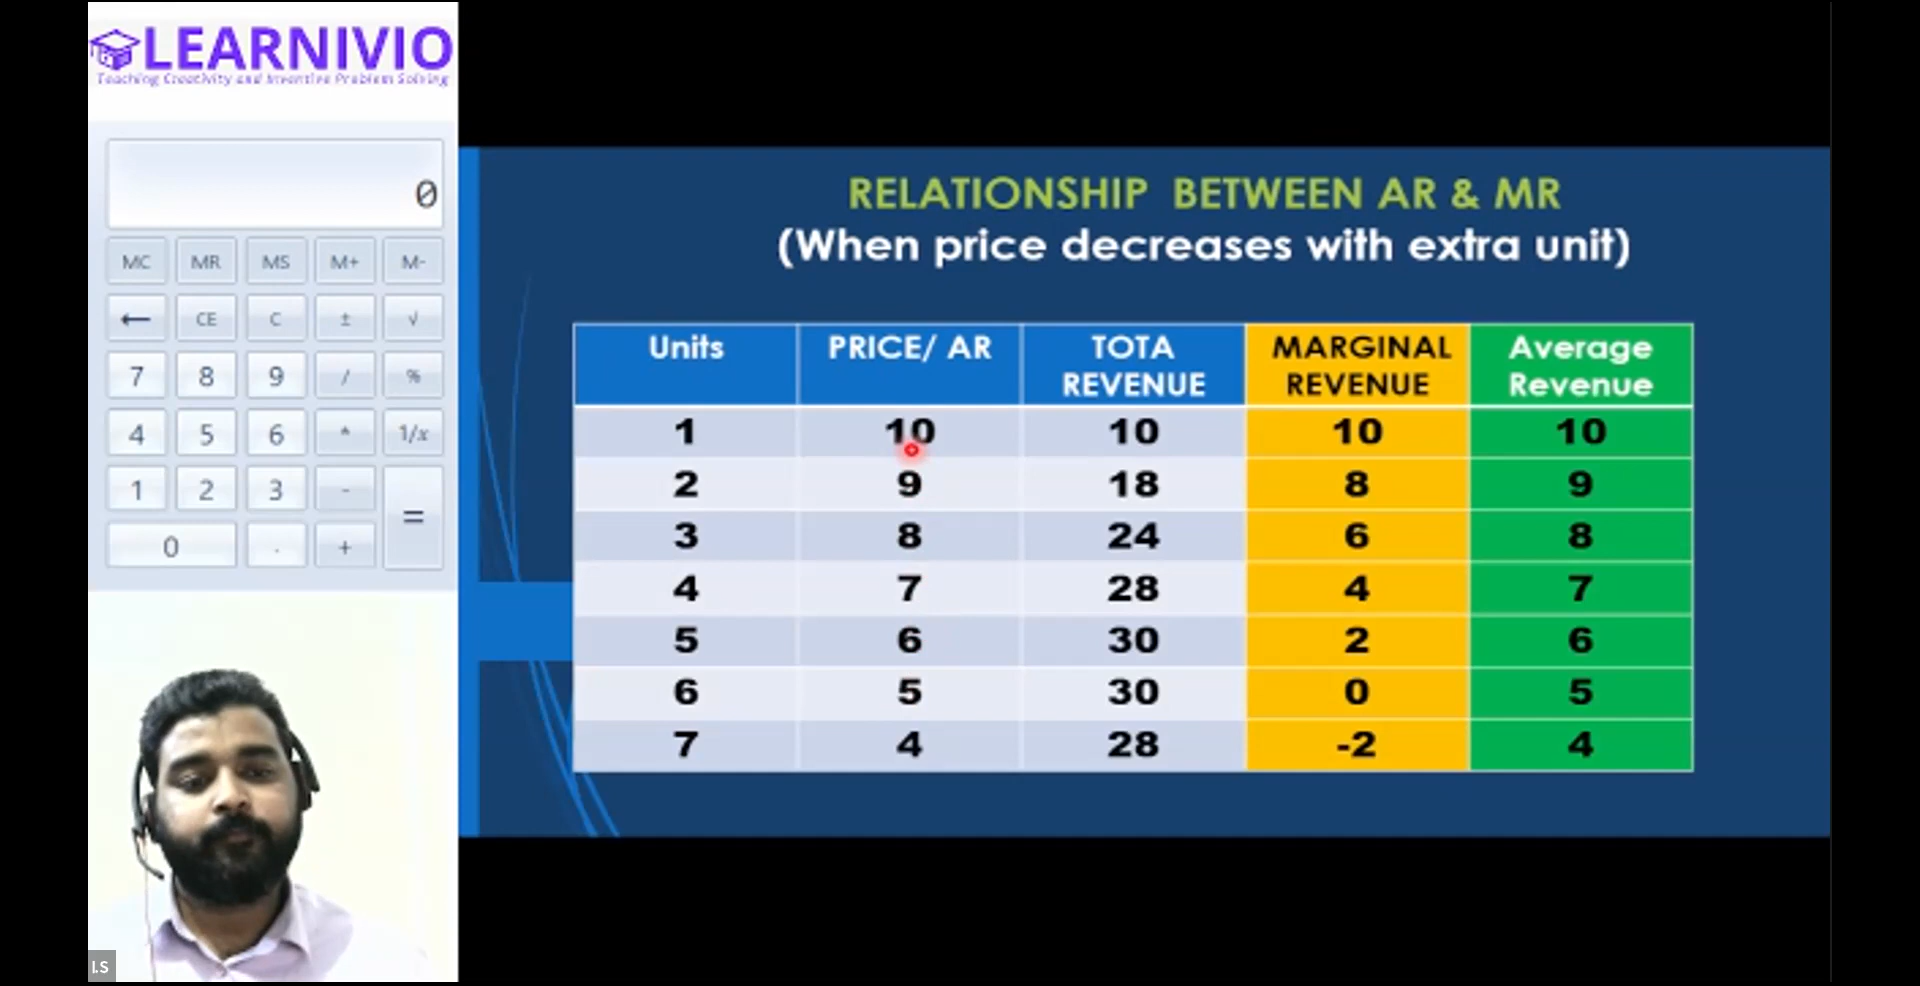 LEARNIVIO
Teaching Creativity and Inventive Problem Solving
0
MC MR MS M+ M-
← CE C ± √
7 8 9 / %
4 5 6 * 1/x
1 2 3 - =
0 . +
I.S
RELATIONSHIP BETWEEN AR & MR
(When price decreases with extra unit)
Units PRICE/ AR TOTA REVENUE MARGINAL REVENUE Average Revenue
1 10 10 10 10
2 9 18 8 9
3 8 24 6 8
4 7 28 4 7
5 6 30 2 6
6 5 30 0 5
7 4 28 -2 4